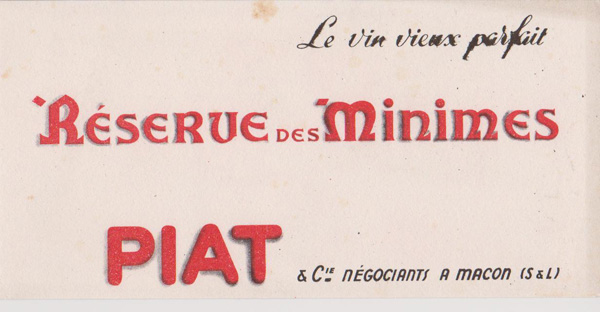 Le vin vieux parfait
RÉSERVE DES MINIMES
PIAT & Cie NÉGOCIANTS A MACON (S & L)